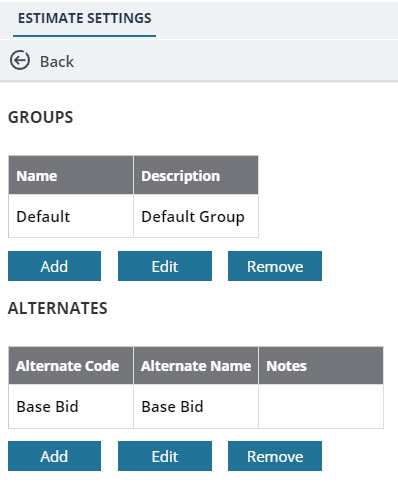 ESTIMATE SETTINGS
Back
GROUPS
Name Description
Default Default Group
Add Edit Remove
ALTERNATES
Alternate Code Alternate Name Notes
Base Bid Base Bid
Add Edit Remove